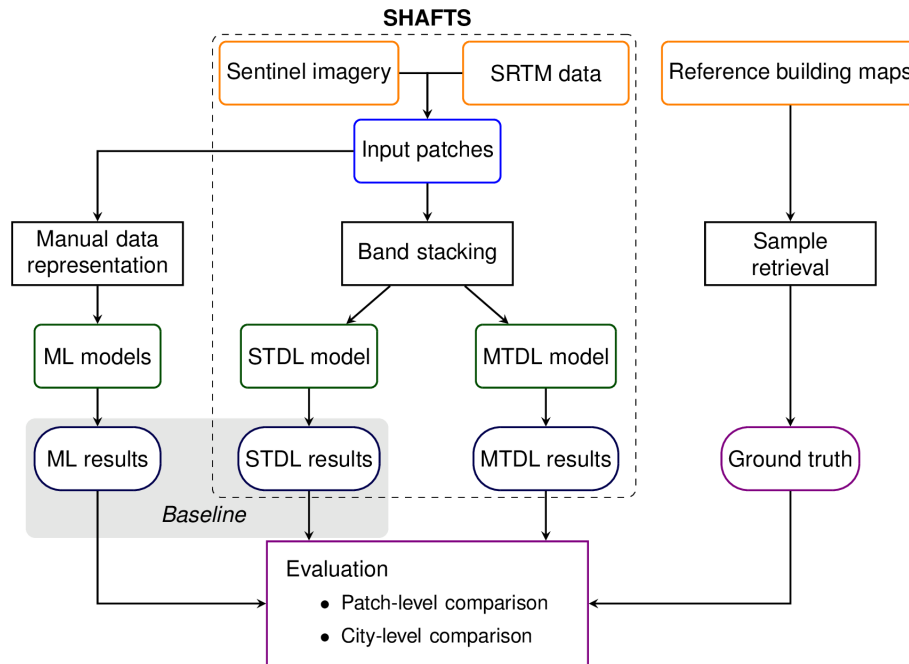 SHAFTS
Sentinel imagery
SRTM data
Reference building maps
Input patches
Manual data
representation
Band stacking
Sample
retrieval
ML models
STDL model
MTDL model
ML results
STDL results
MTDL results
Ground truth
Baseline
Evaluation
• Patch-level comparison
• City-level comparison